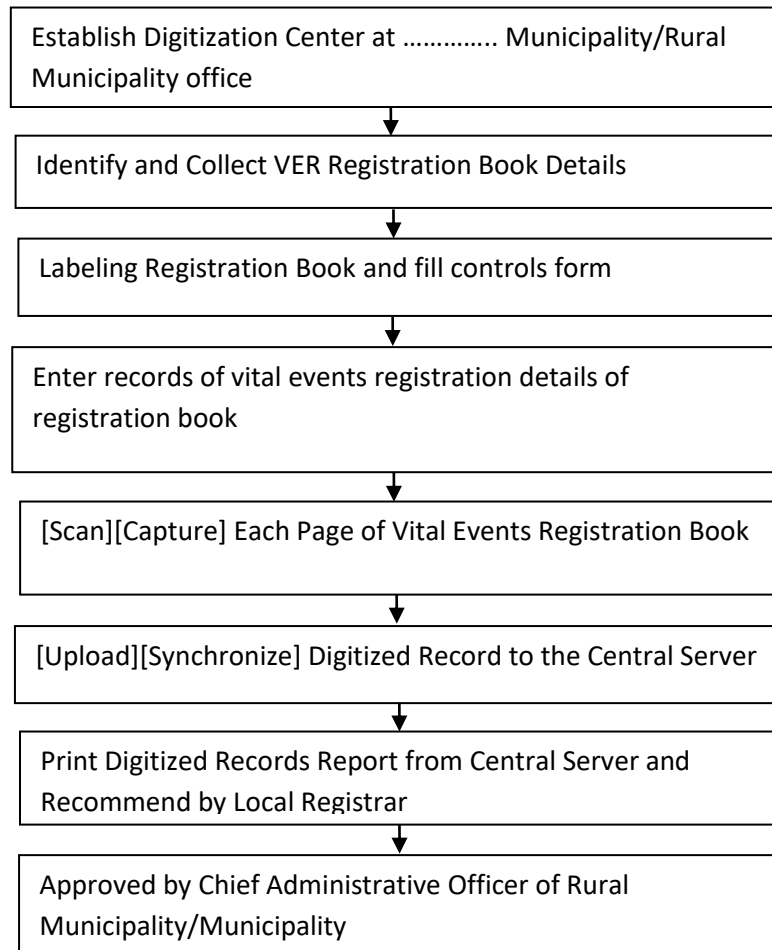 Establish Digitization Center at ………….. Municipality/Rural
Municipality office
Identify and Collect VER Registration Book Details
Labeling Registration Book and fill controls form
Enter records of vital events registration details of
registration book
[Scan][Capture] Each Page of Vital Events Registration Book
[Upload][Synchronize] Digitized Record to the Central Server
Print Digitized Records Report from Central Server and
Recommend by Local Registrar
Approved by Chief Administrative Officer of Rural
Municipality/Municipality